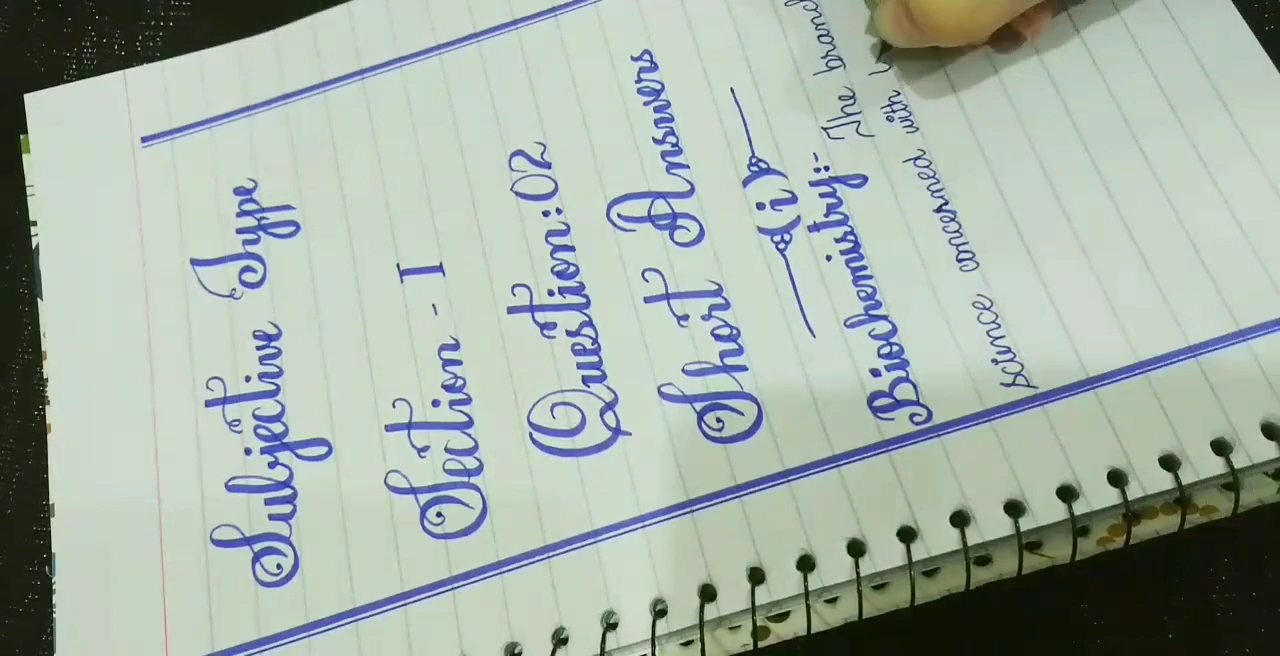 Subjective Type
Section - I
Question:02
Short Answers
(i)
Biochemistry:- The branch
science concerned with